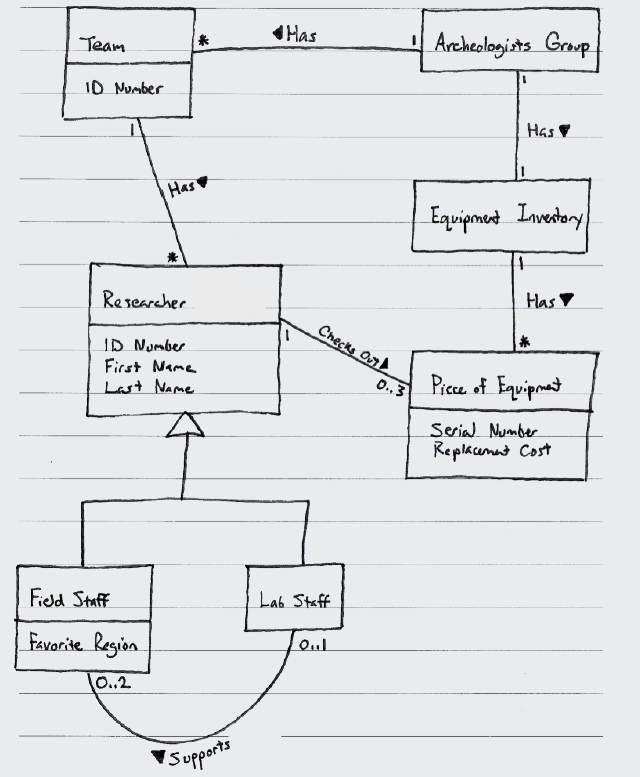 Team
ID Number
*
◀Has
1
Archeologists Group
1
Has▼
1
Equipment Inventory
1
Has▼
*
1
Has▼
*
Researcher
ID Number
First Name
Last Name
1
Checks Out
0..3
Piece of Equipment
Serial Number
Replacement Cost
Field Staff
Favorite Region
Lab Staff
0..2
0..1
Supports